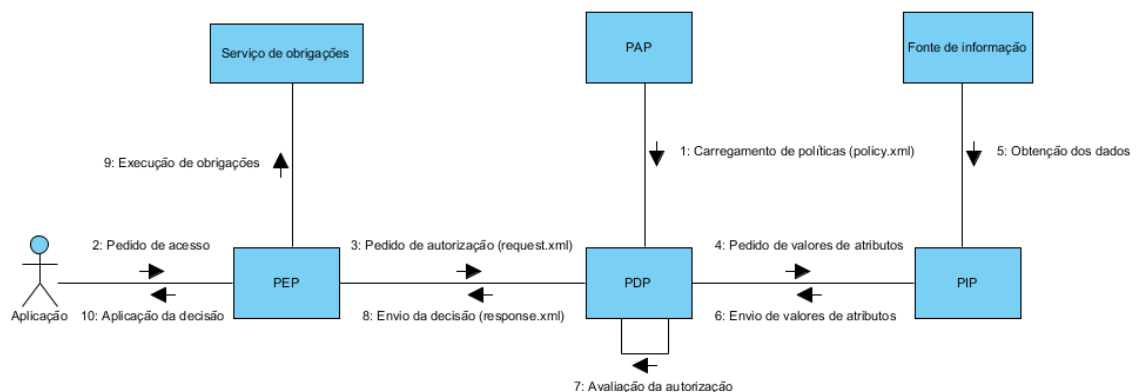 Serviço de obrigações
PAP
Fonte de informação
9: Execução de obrigações
1: Carregamento de políticas (policy.xml)
5: Obtenção dos dados
2: Pedido de acesso
3: Pedido de autorização (request.xml)
4: Pedido de valores de atributos
PEP
PDP
PIP
Aplicação
10: Aplicação da decisão
8: Envio da decisão (response.xml)
6: Envio de valores de atributos
7: Avaliação da autorização